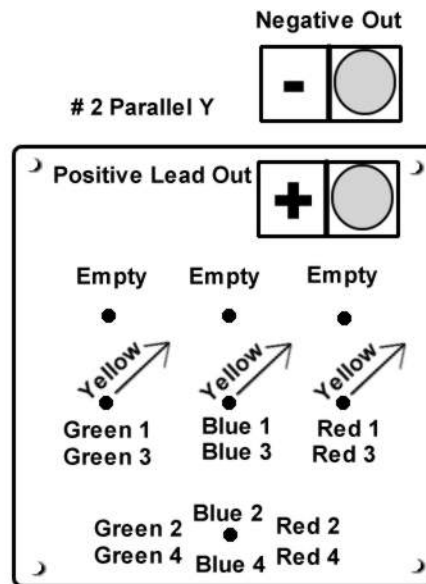 Negative Out
-
# 2 Parallel Y
Positive Lead Out
+
Empty Empty Empty
Yellow Yellow Yellow
Green 1 Blue 1 Red 1
Green 3 Blue 3 Red 3
Blue 2
Green 2 Red 2
Green 4 Red 4
Blue 4